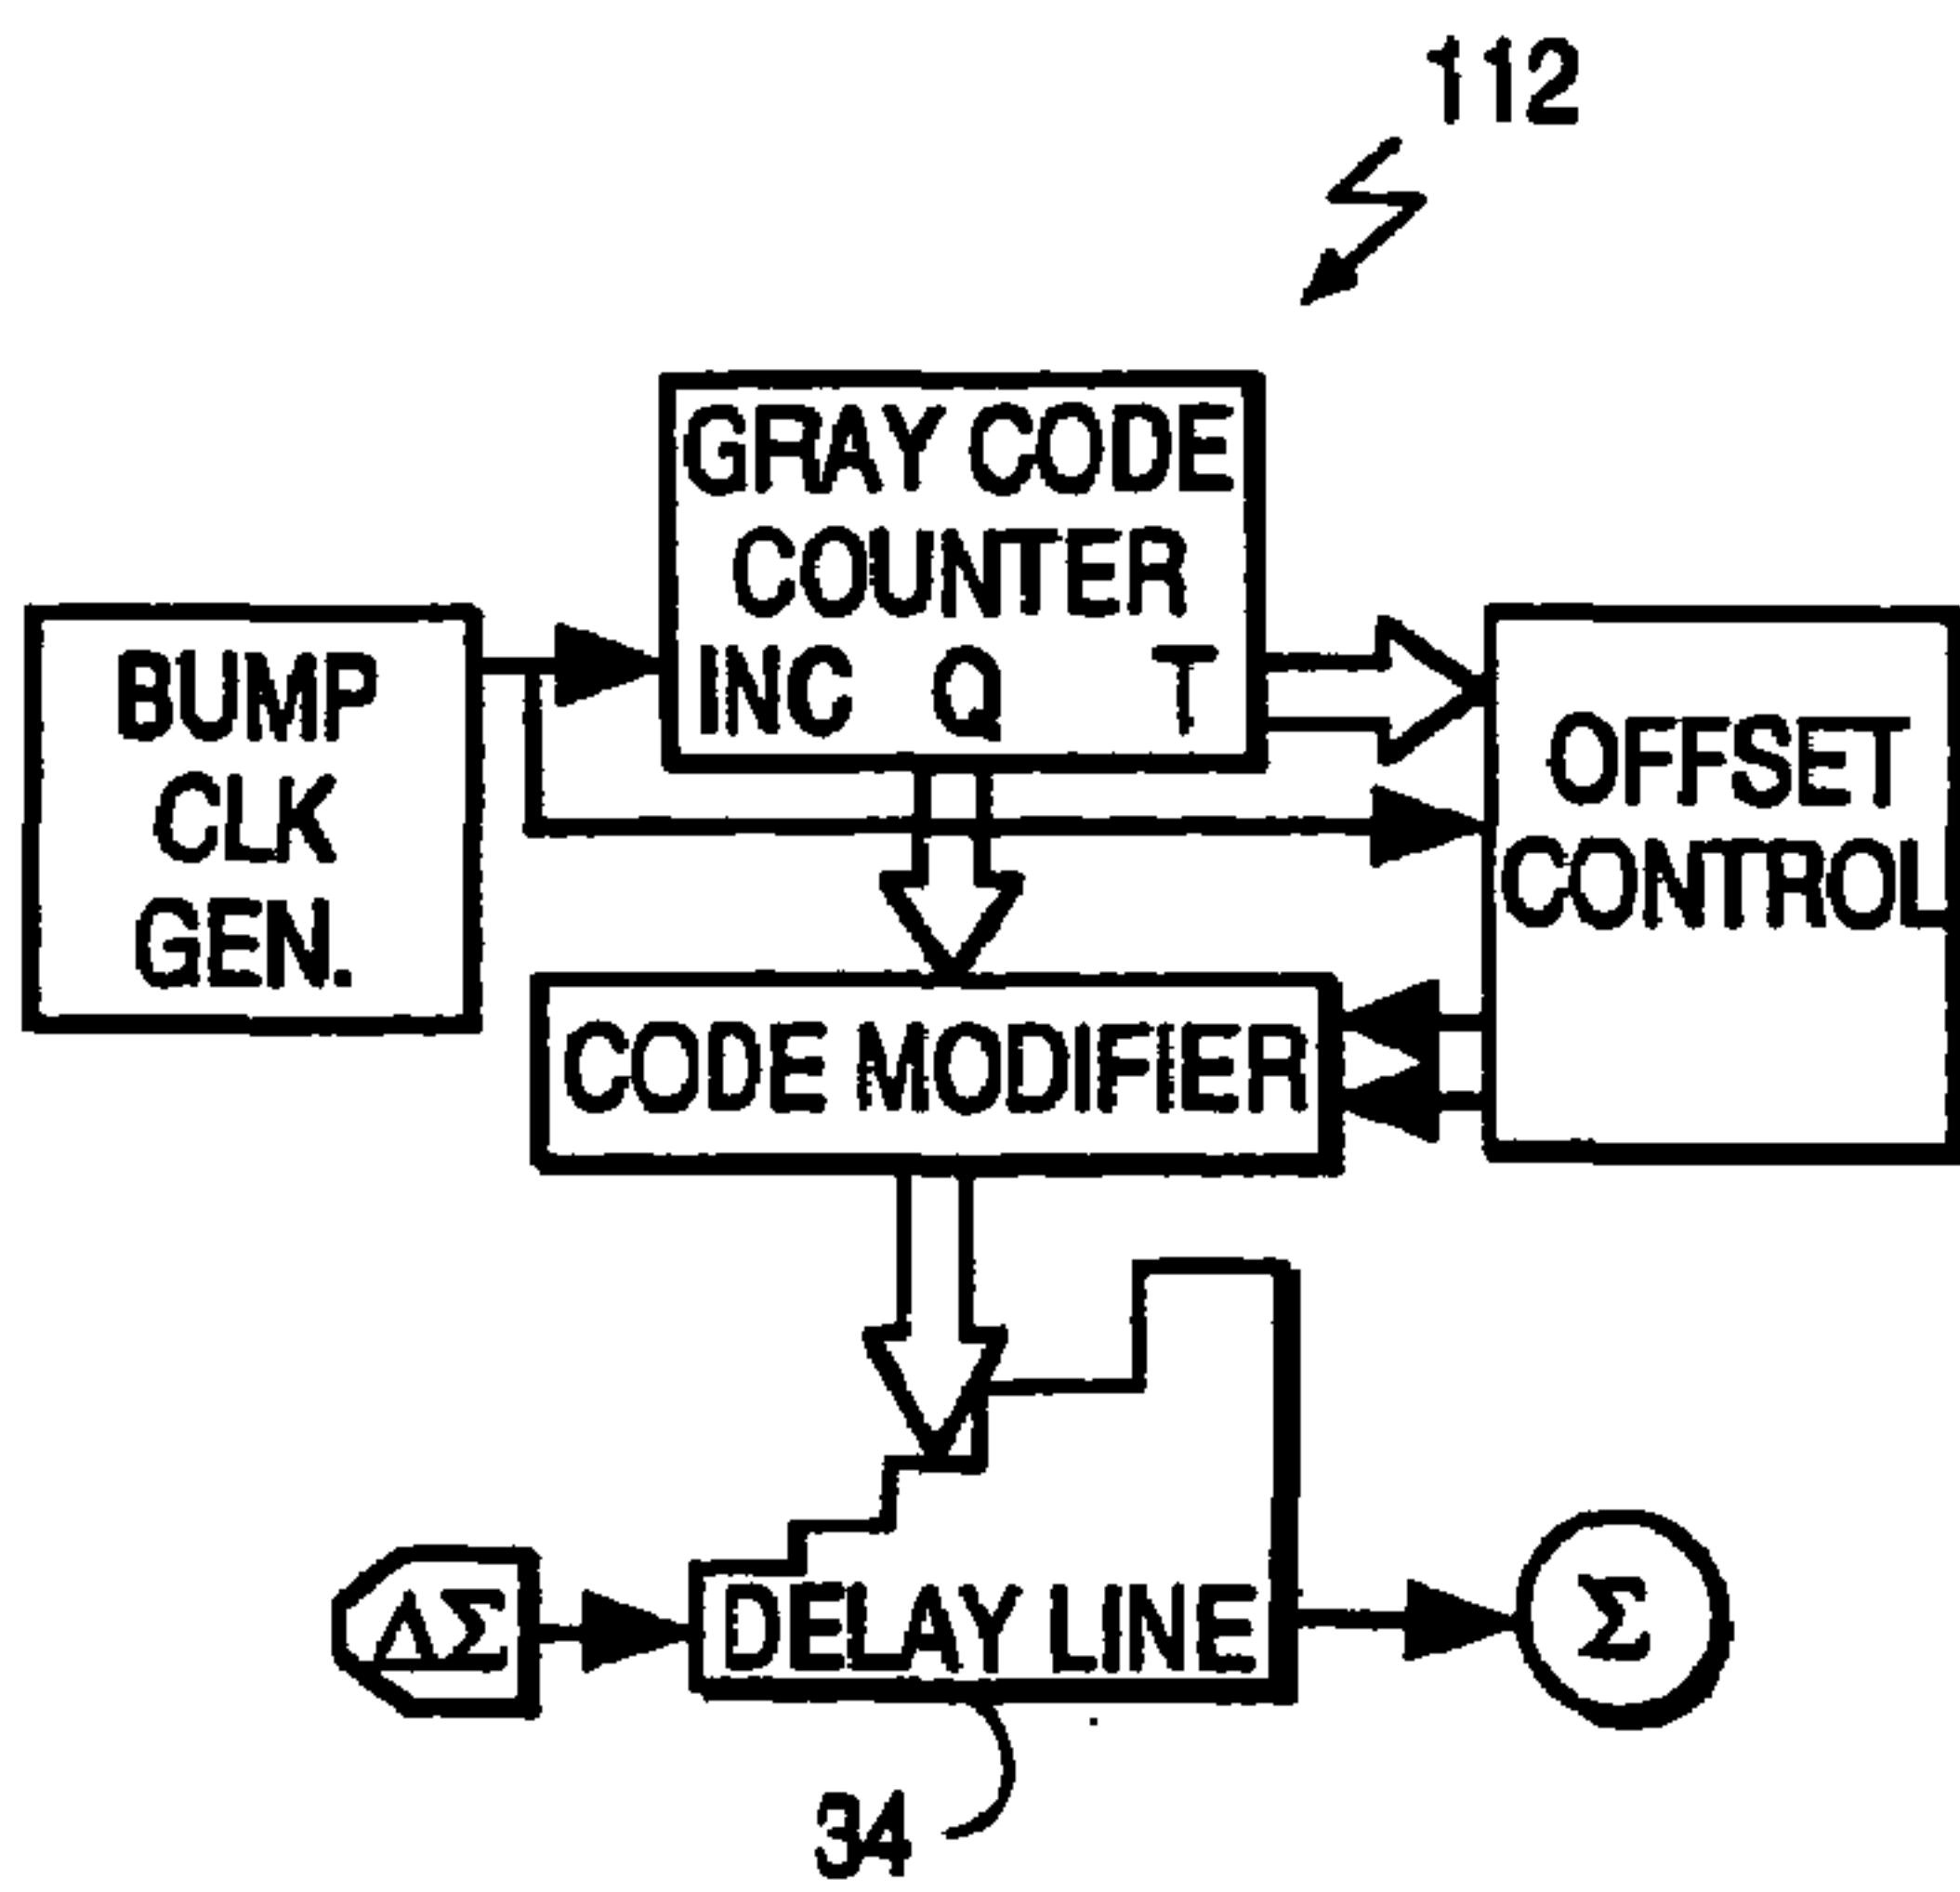 112
GRAY CODE
COUNTER
INC Q T
BUMP
CLK
GEN.
OFFSET
CONTROL
CODE MODIFIER
ΔΣ
DELAY LINE
Σ
34